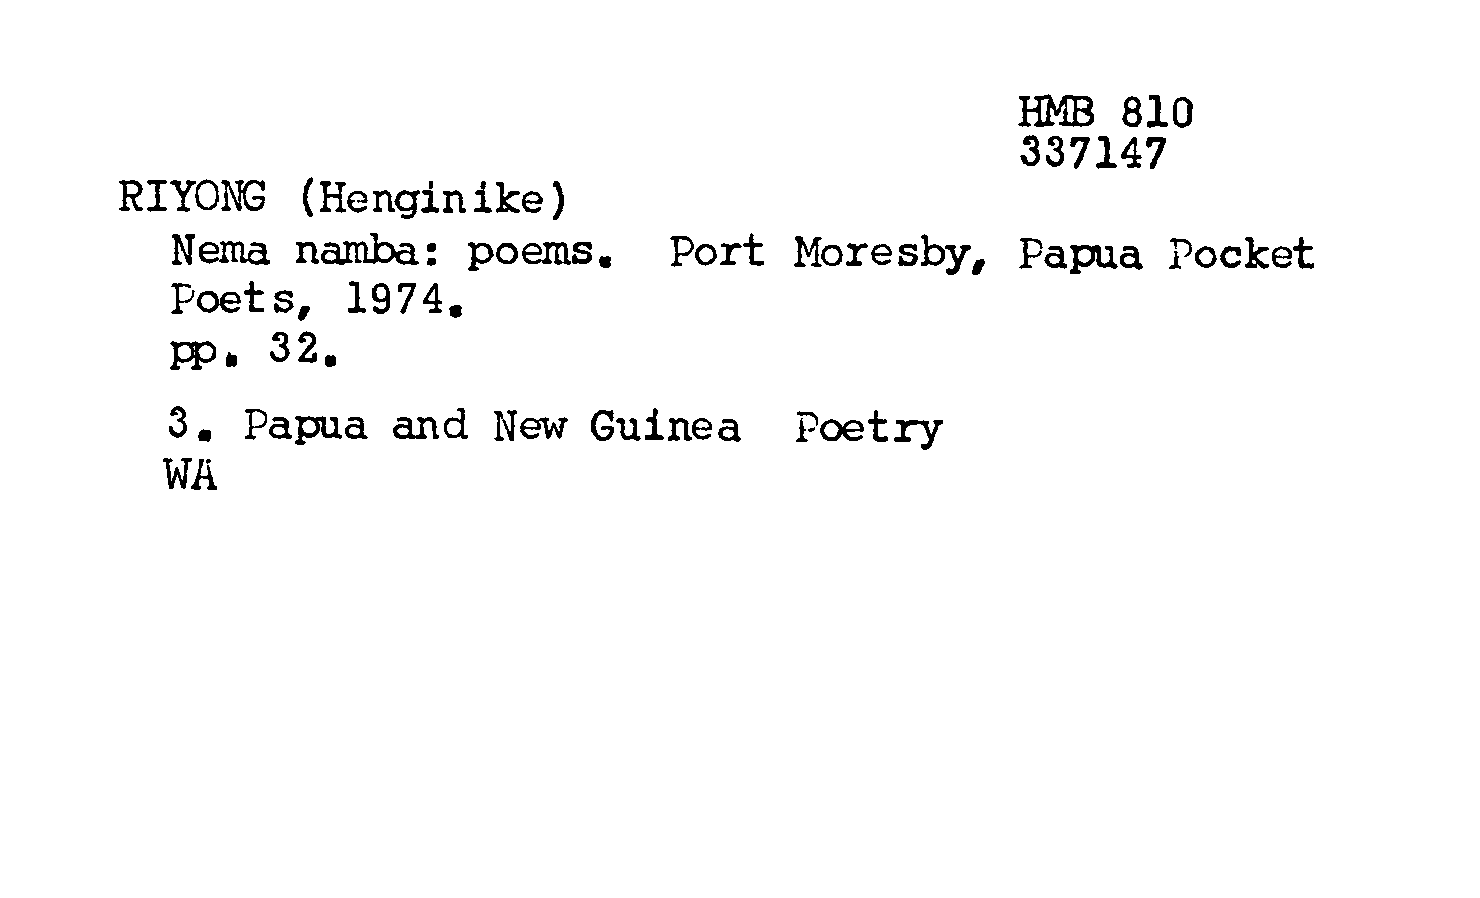 HMB 810
337147
RIYONG (Henginike)
Nema namba: poems. Port Moresby, Papua Pocket
Poets, 1974.
pp. 32.
3. Papua and New Guinea Poetry
WA